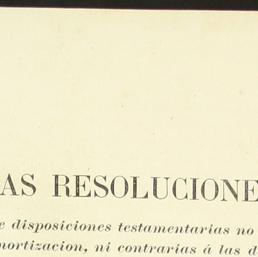 AS RESOLUCIONE
e disposiciones testamentarias no
mortizacion, ni contrarias á las d